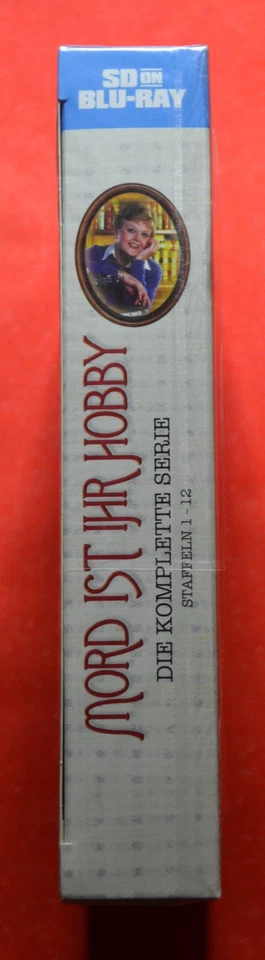 SD ON
BLU-RAY
MORD IST IHR HOBBY
DIE KOMPLETTE SERIE
STAFFELN 1 - 12